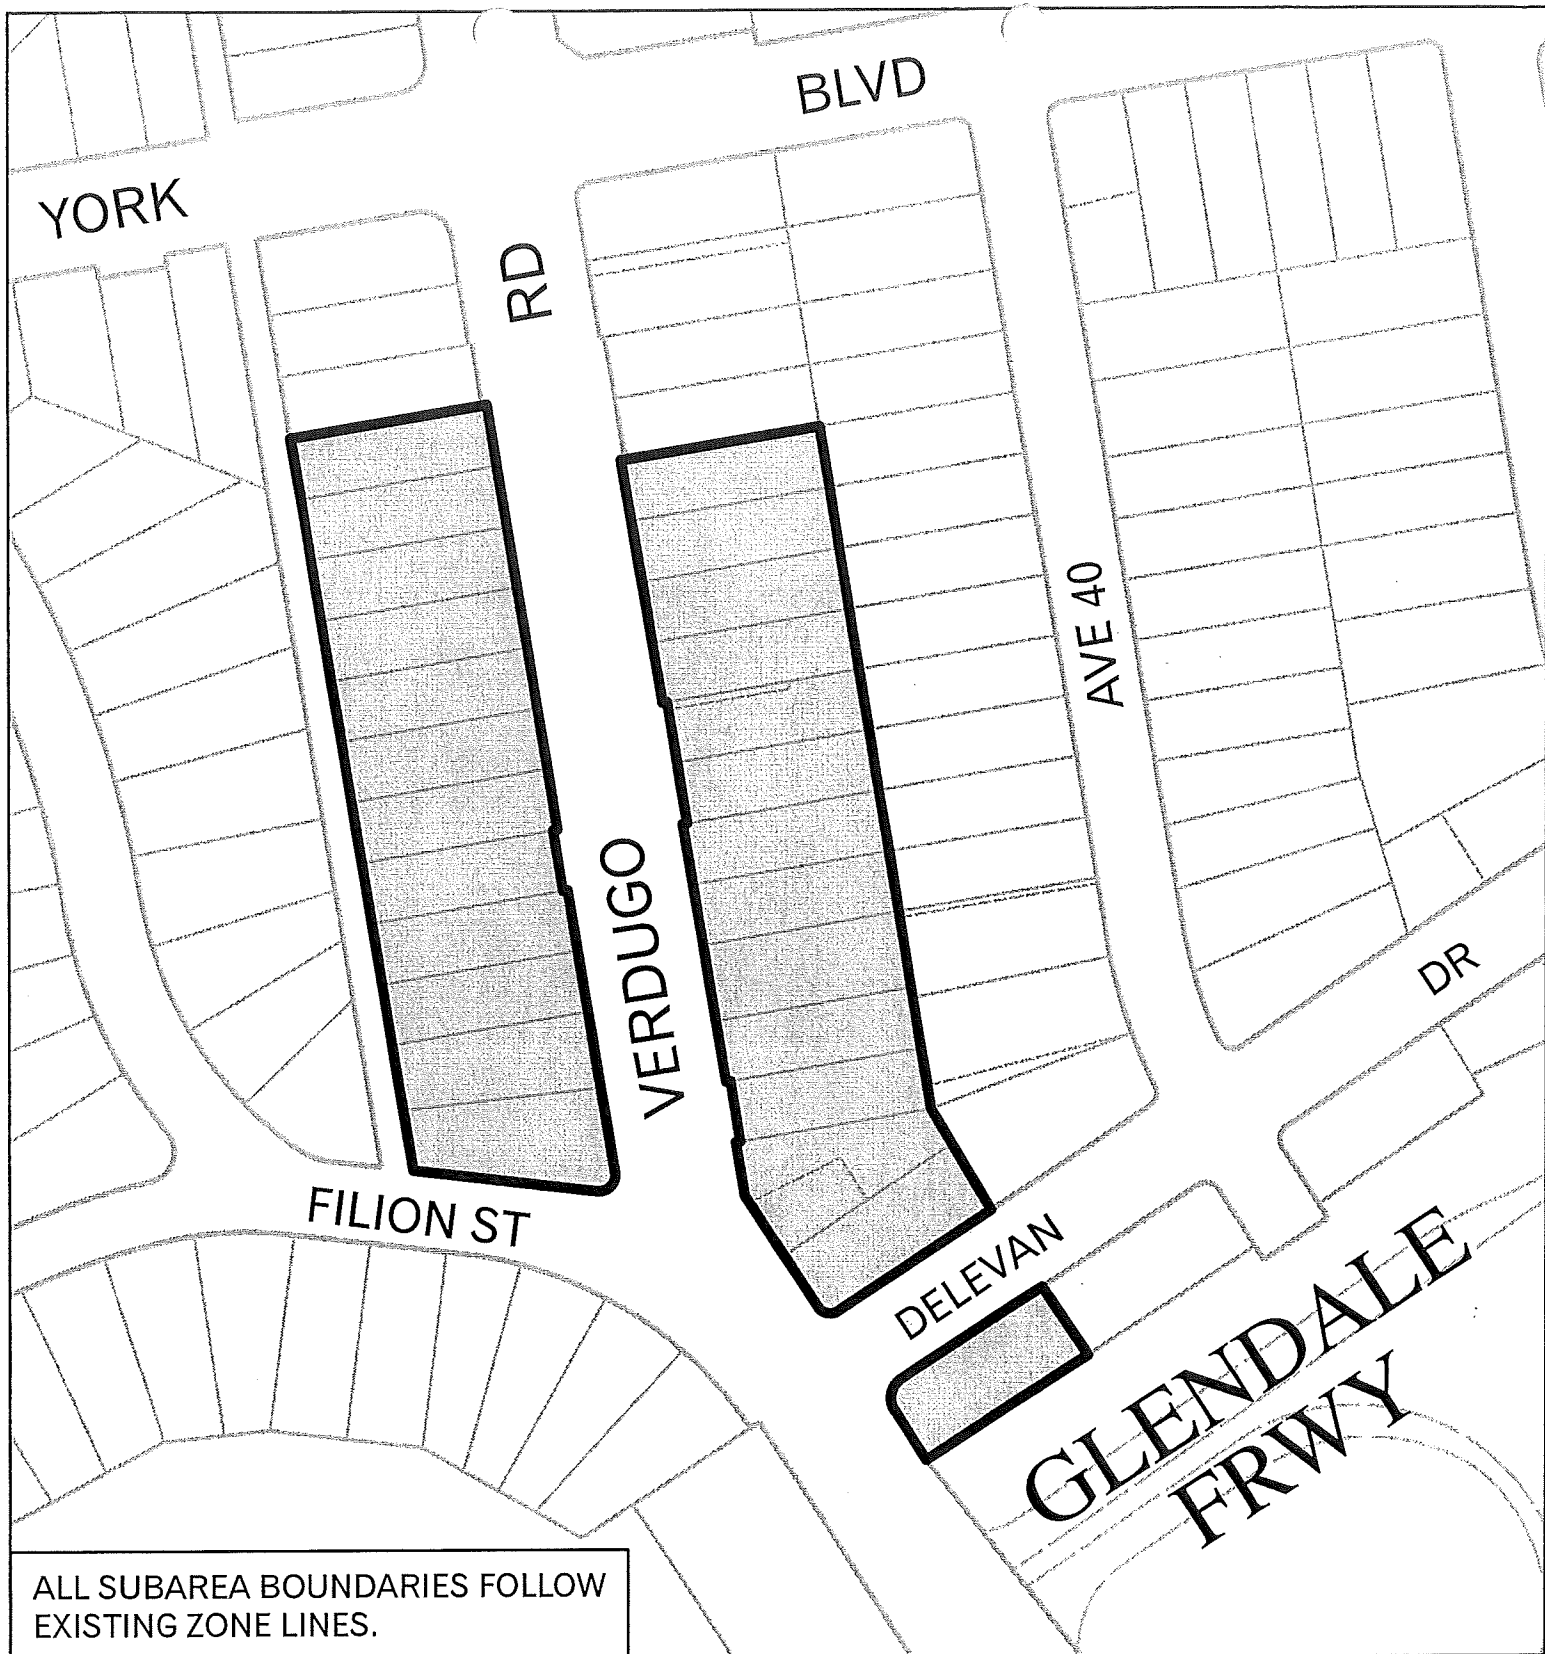 BLVD
YORK
RD
AVE 40
VERDUGO
DR
FILION ST
DELEVAN
GLENDALE
FRWY
ALL SUBAREA BOUNDARIES FOLLOW
EXISTING ZONE LINES.